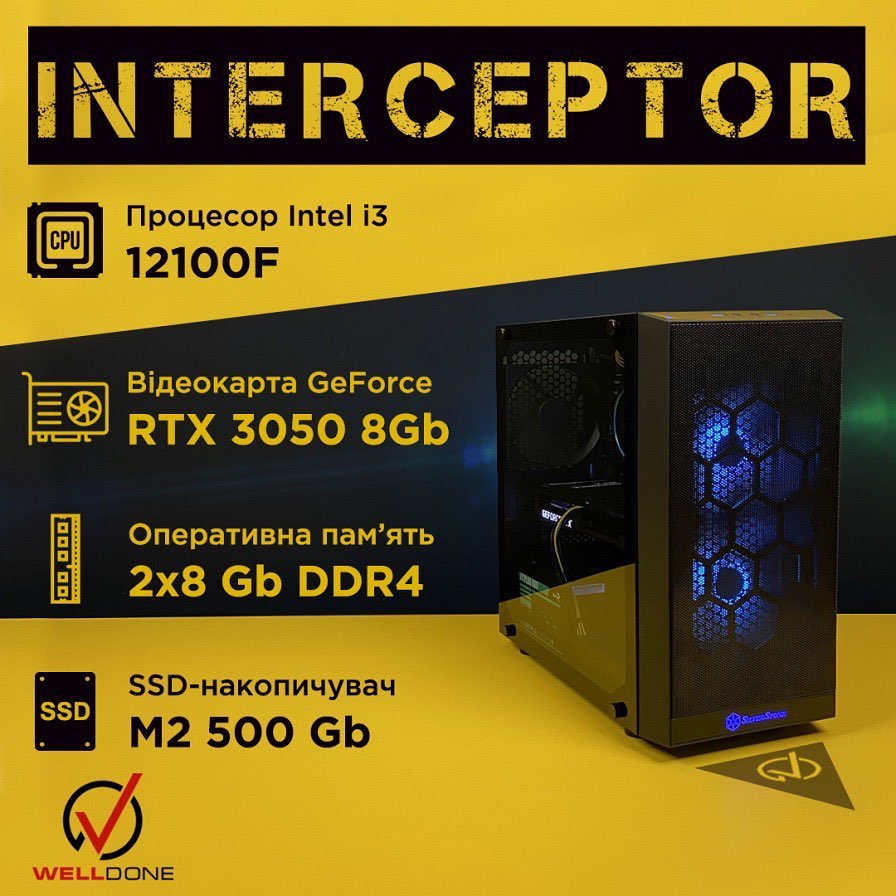 INTERCEPTOR
CPU
Процесор Intel i3
12100F
Відеокарта GeForce
RTX 3050 8Gb
Оперативна пам’ять
2x8 Gb DDR4
SSD
SSD-накопичувач
M2 500 Gb
SilverStone
WELLDONE